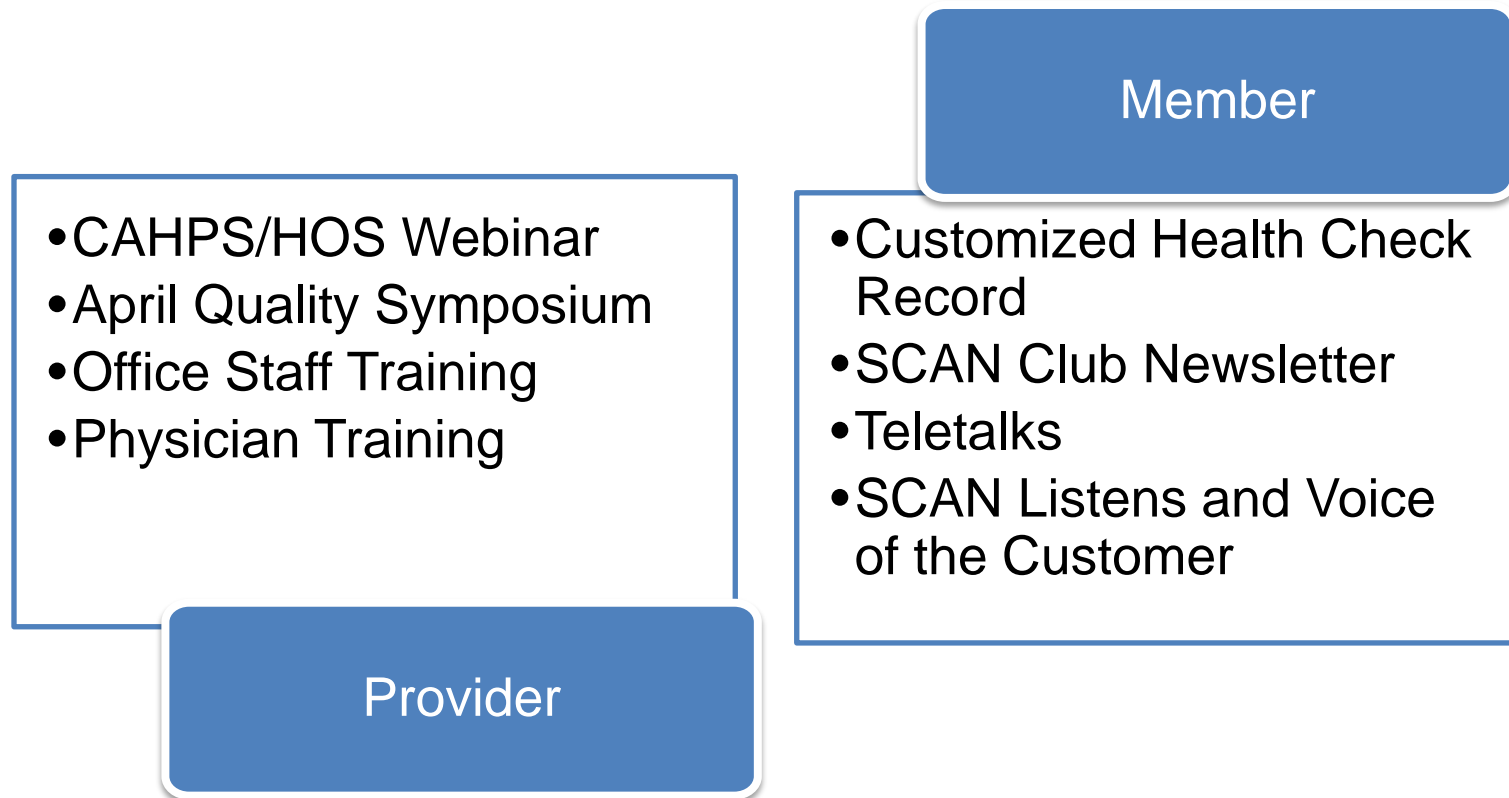 •CAHPS/HOS Webinar
•April Quality Symposium
•Office Staff Training
•Physician Training
Provider
Member
•Customized Health Check
Record
•SCAN Club Newsletter
•Teletalks
•SCAN Listens and Voice
of the Customer